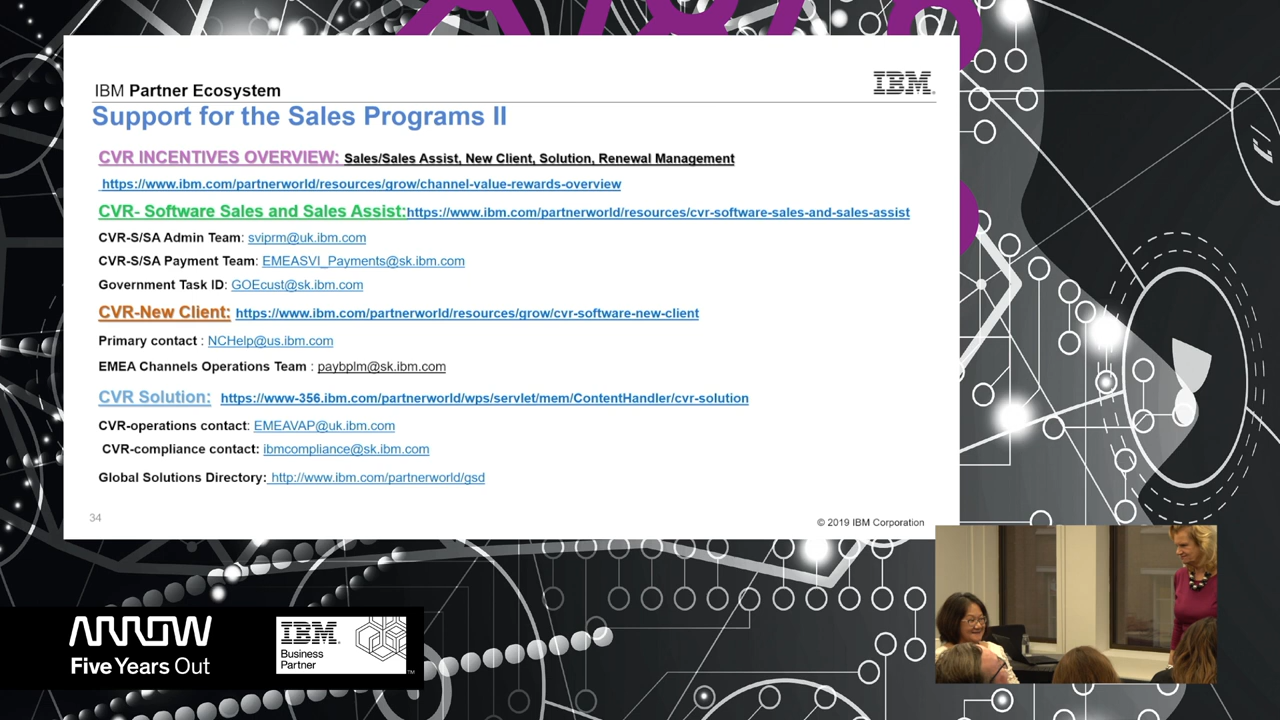 IBM Partner Ecosystem
IBM
Support for the Sales Programs II
CVR INCENTIVES OVERVIEW: Sales/Sales Assist, New Client, Solution, Renewal Management
https://www.ibm.com/partnerworld/resources/grow/channel-value-rewards-overview
CVR- Software Sales and Sales Assist:https://www.ibm.com/partnerworld/resources/cvr-software-sales-and-sales-assist
CVR-S/SA Admin Team: sviprm@uk.ibm.com
CVR-S/SA Payment Team: EMEASVI_Payments@sk.ibm.com
Government Task ID: GOEcust@sk.ibm.com
CVR-New Client: https://www.ibm.com/partnerworld/resources/grow/cvr-software-new-client
Primary contact : NCHelp@us.ibm.com
EMEA Channels Operations Team : paybplm@sk.ibm.com
CVR Solution: https://www-356.ibm.com/partnerworld/wps/servlet/mem/ContentHandler/cvr-solution
CVR-operations contact: EMEAVAP@uk.ibm.com
CVR-compliance contact: ibmcompliance@sk.ibm.com
Global Solutions Directory: http://www.ibm.com/partnerworld/gsd
34
© 2019 IBM Corporation
ARROW
Five Years Out
IBM
Business
Partner
TM